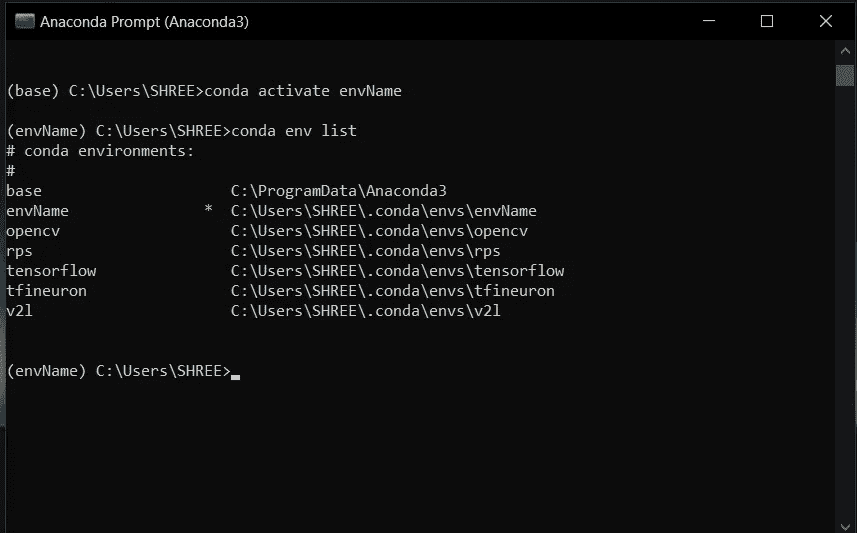 Anaconda Prompt (Anaconda3)
(base) C:\Users\SHREE>conda activate envName
(envName) C:\Users\SHREE>conda env list
# conda environments:
#
base                     C:\ProgramData\Anaconda3
envName               *  C:\Users\SHREE\.conda\envs\envName
opencv                   C:\Users\SHREE\.conda\envs\opencv
rps                      C:\Users\SHREE\.conda\envs\rps
tensorflow               C:\Users\SHREE\.conda\envs\tensorflow
tfineuron                C:\Users\SHREE\.conda\envs\tfineuron
v2l                      C:\Users\SHREE\.conda\envs\v2l
(envName) C:\Users\SHREE>